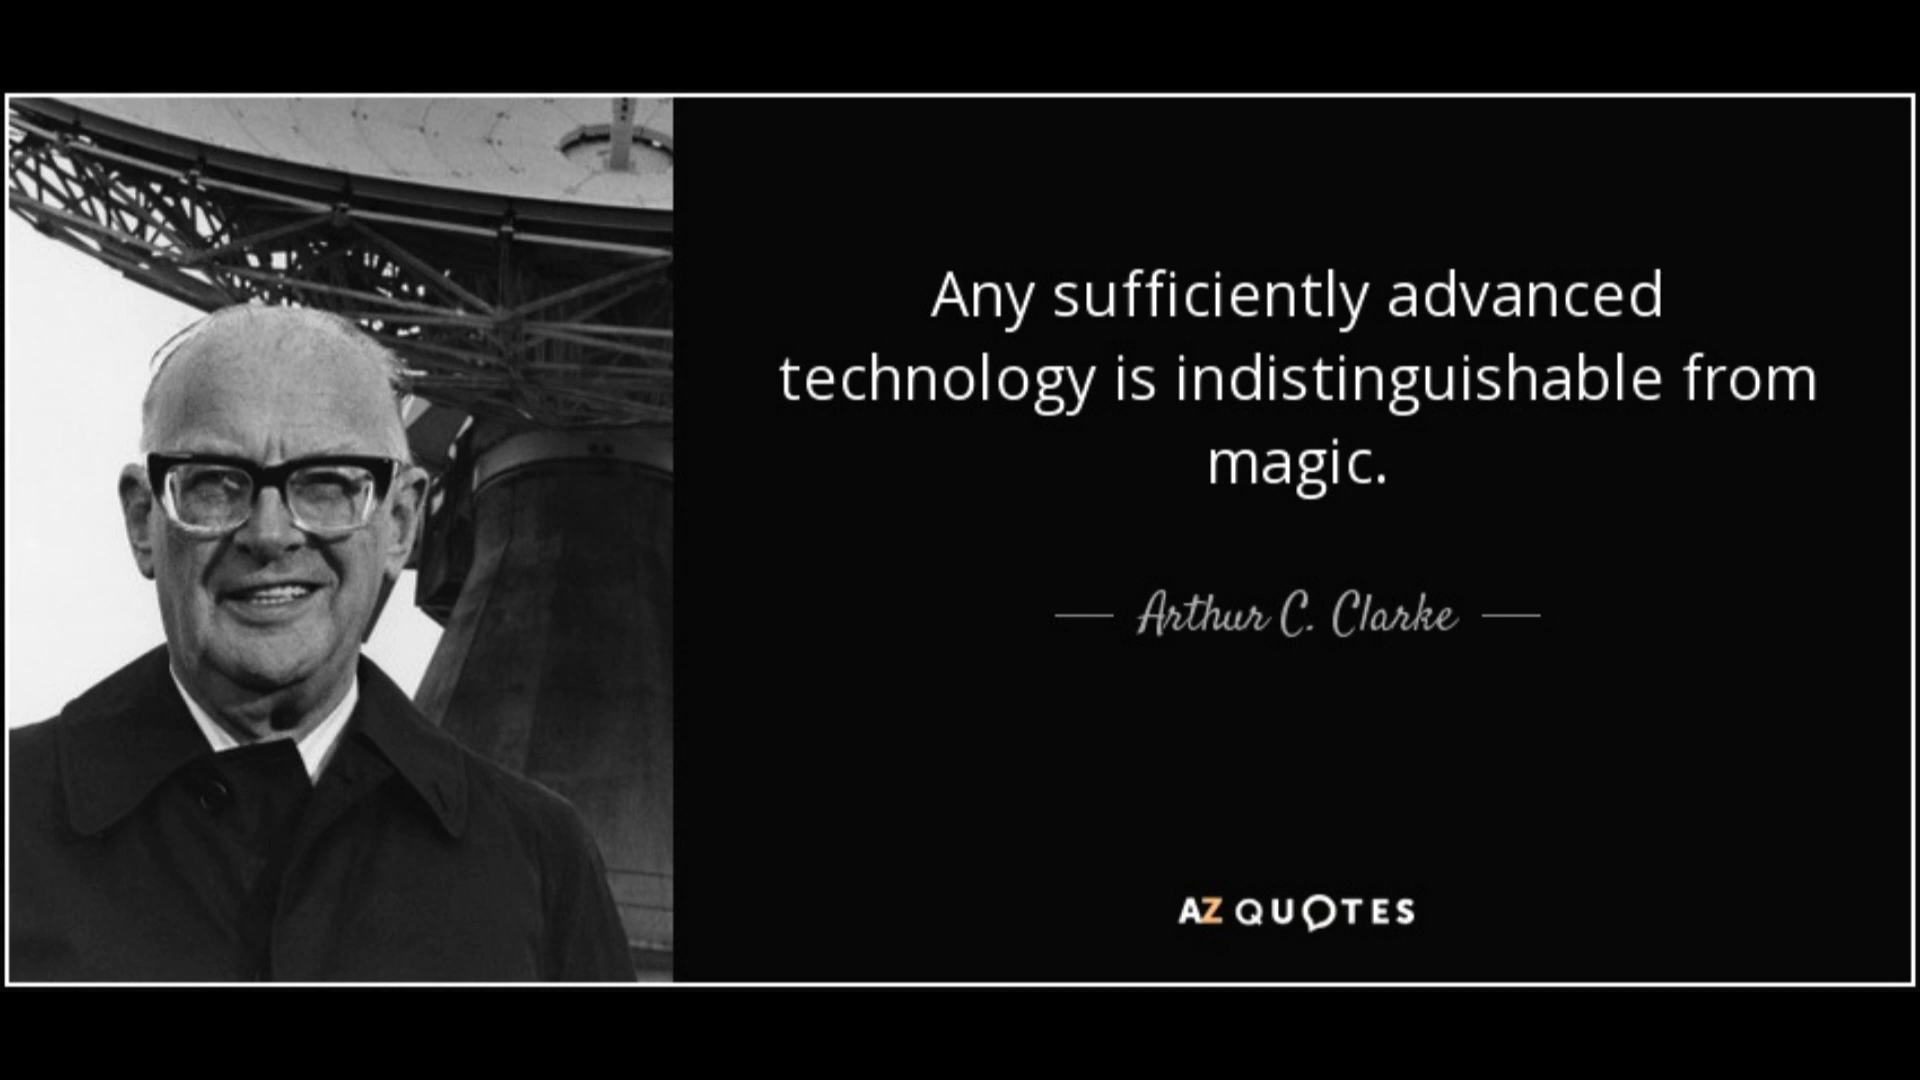 Any sufficiently advanced
technology is indistinguishable from
magic.
Arthur C. Clarke
AZ QUOTES